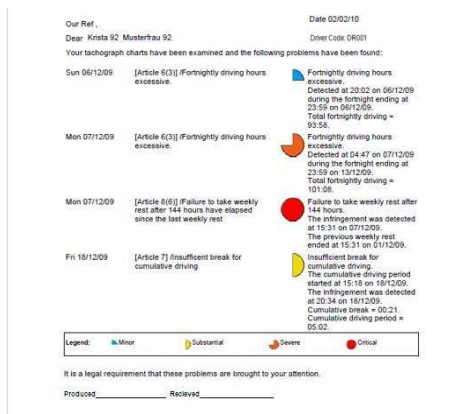 Our Ref ,
Date 02/02/10
Dear Krista 92 Musterfrau 92
Driver Code: DR001
Your tachograph charts have been examined and the following problems have been found:
Sun 06/12/09
[Article 6(3)] /Fortnightly driving hours
excessive.
Fortnightly driving hours
excessive.
Detected at 20:02 on 06/12/09
during the fortnight ending at
23:59 on 06/12/09.
Total fortnightly driving =
93:58.
Mon 07/12/09
[Article 6(3)] /Fortnightly driving hours
excessive.
Fortnightly driving hours
excessive.
Detected at 04:47 on 07/12/09
during the fortnight ending at
23:59 on 13/12/09.
Total fortnightly driving =
101:08.
Mon 07/12/09
[Article 8(6)] /Failure to take weekly
rest after 144 hours have elapsed
since the last weekly rest
Failure to take weekly rest after
144 hours.
The infringement was detected
at 15:31 on 07/12/09.
The previous weekly rest
ended at 15:31 on 01/12/09.
Fri 18/12/09
[Article 7] /Insufficent break for
cumulative driving
Insufficient break for
cumulative driving.
The cumulative driving period
started at 15:18 on 18/12/09.
The infringement was detected
at 20:34 on 18/12/09.
Cumulative break = 00:21.
Cumulative driving period =
05:02.
Legend: Minor Substantial Severe Critical
It is a legal requirement that these problems are brought to your attention.
Produced Recieved